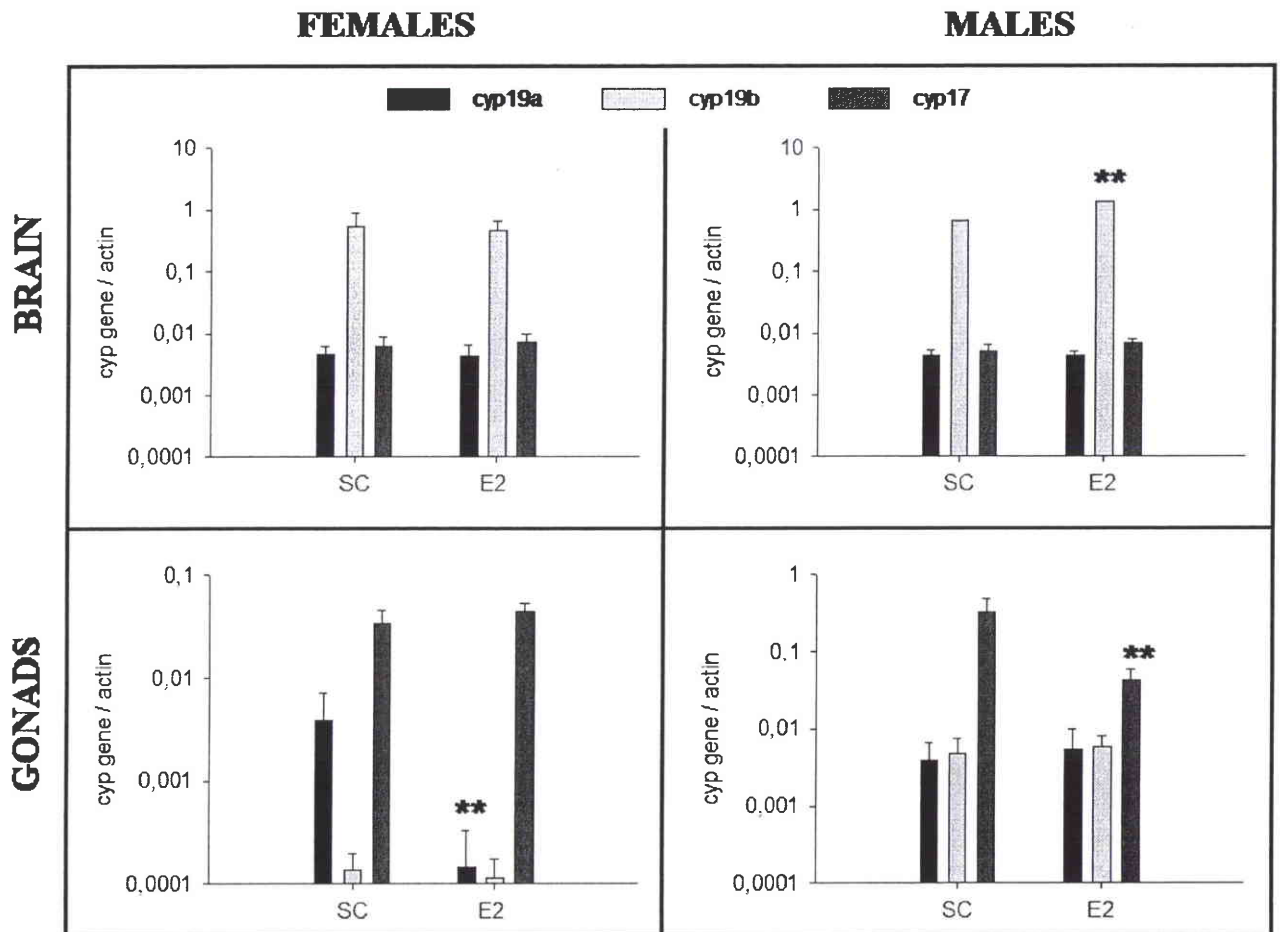 FEMALES MALES
cyp19a cyp19b cyp17
BRAIN
cyp gene / actin
10
1
0,1
0,01
0,001
0,0001
SC E2
cyp gene / actin
10
1
0,1
0,01
0,001
0,0001
**
SC E2
GONADS
cyp gene / actin
0,1
0,01
0,001
0,0001
**
SC E2
cyp gene / actin
1
0,1
0,01
0,001
0,0001
**
SC E2